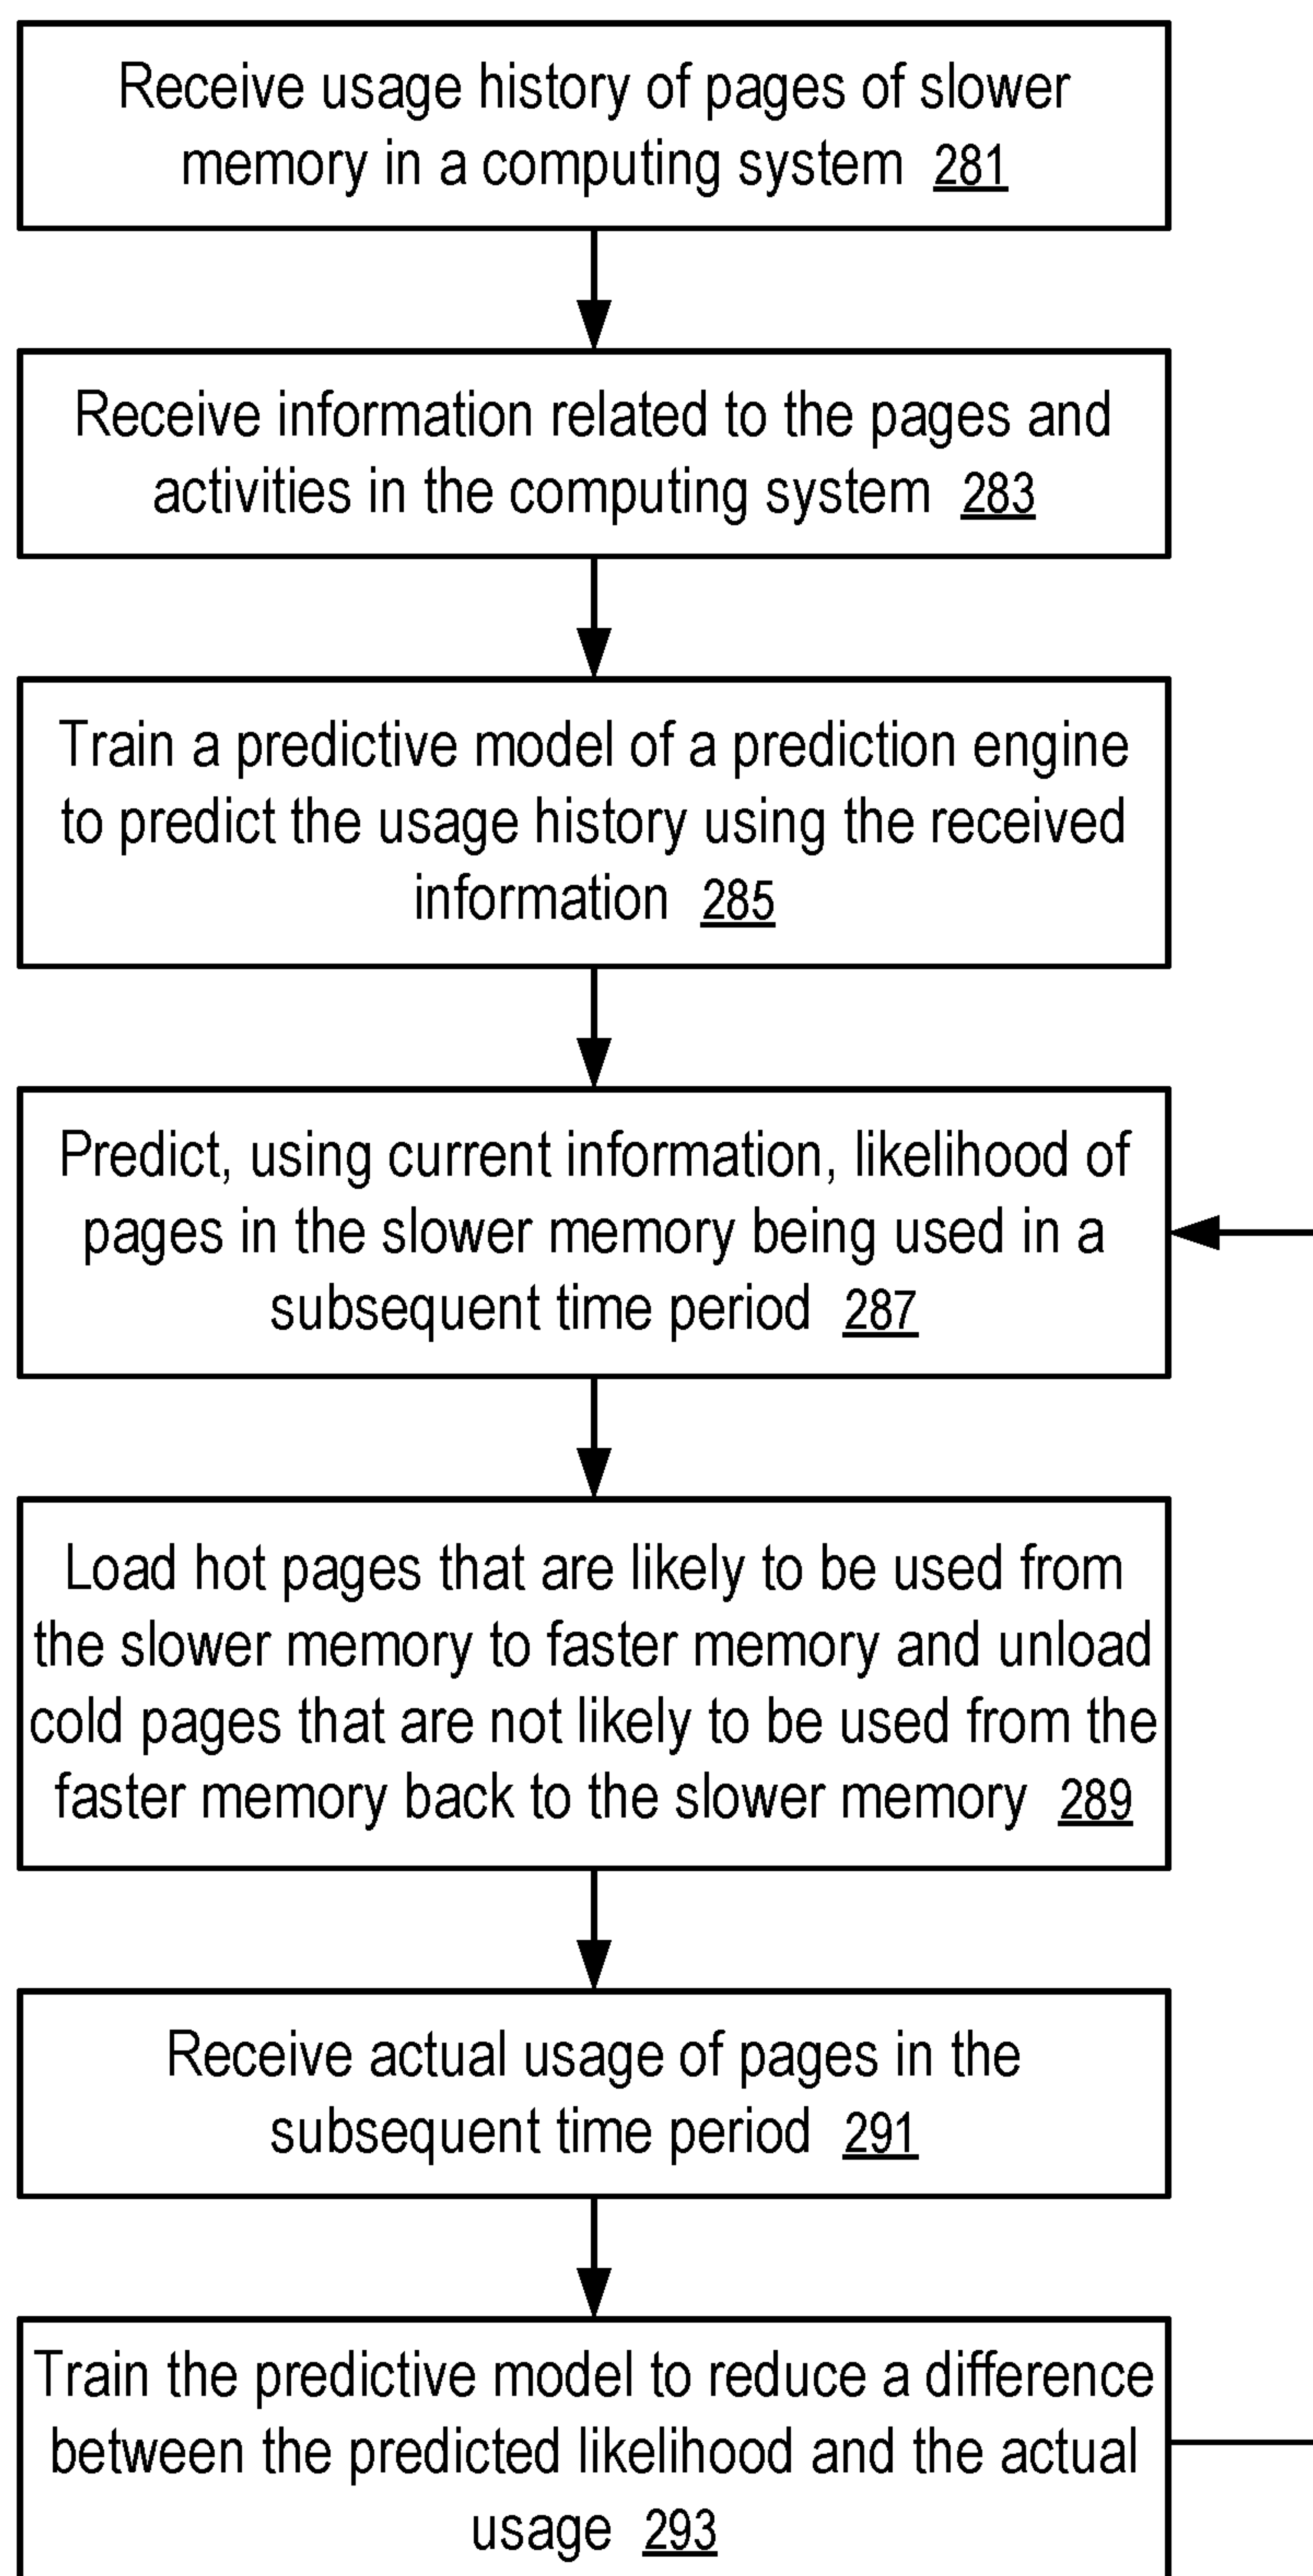 Receive usage history of pages of slower
memory in a computing system 281
Receive information related to the pages and
activities in the computing system 283
Train a predictive model of a prediction engine
to predict the usage history using the received
information 285
Predict, using current information, likelihood of
pages in the slower memory being used in a
subsequent time period 287
Load hot pages that are likely to be used from
the slower memory to faster memory and unload
cold pages that are not likely to be used from the
faster memory back to the slower memory 289
Receive actual usage of pages in the
subsequent time period 291
Train the predictive model to reduce a difference
between the predicted likelihood and the actual
usage 293